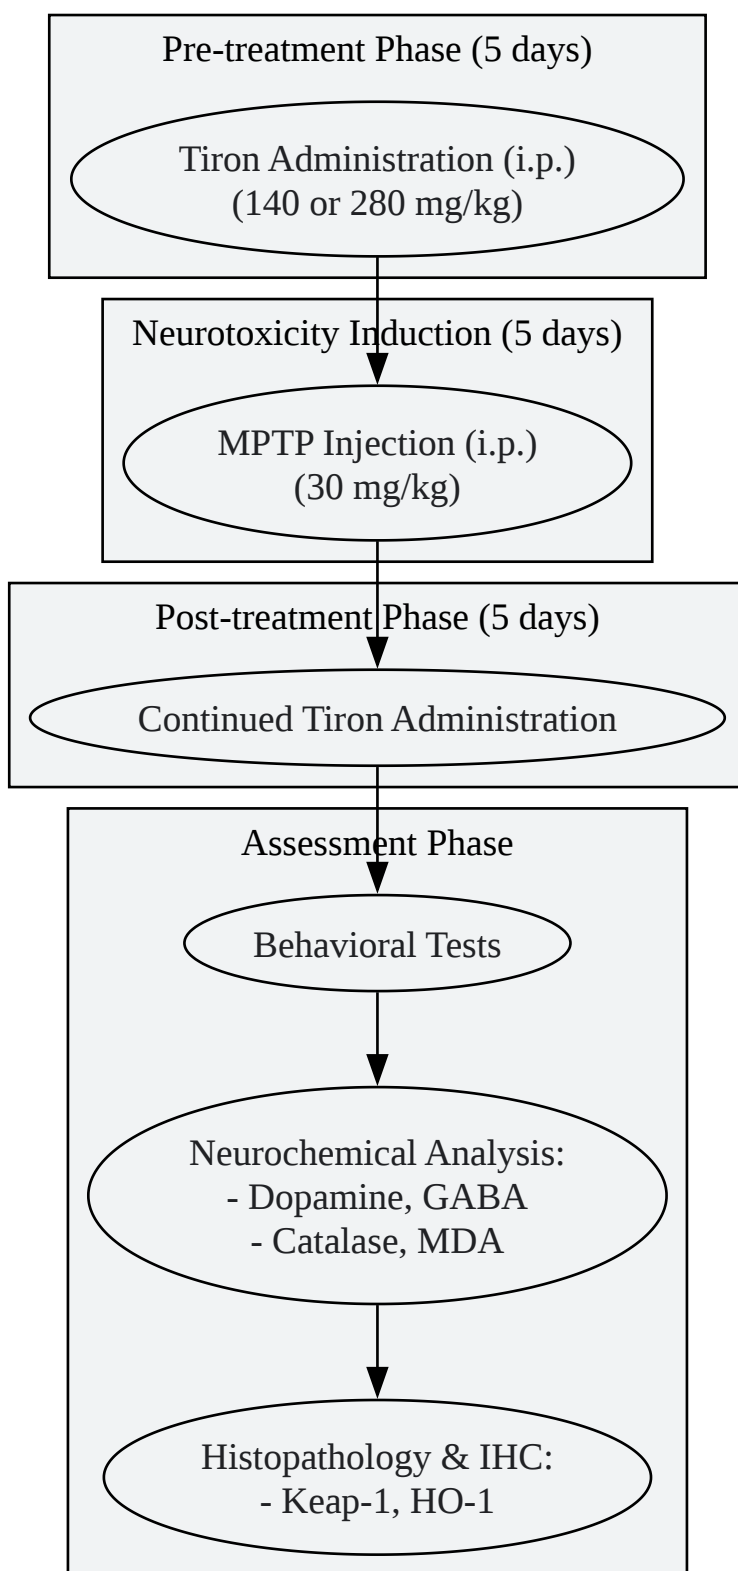 Pre-treatment Phase (5 days)
Tiron Administration (i.p.)
(140 or 280 mg/kg)
Neurotoxicity Induction (5 days)
MPTP Injection (i.p.)
(30 mg/kg)
Post-treatment Phase (5 days)
Continued Tiron Administration
Assessment Phase
Behavioral Tests
Neurochemical Analysis:
- Dopamine, GABA
- Catalase, MDA
Histopathology & IHC:
- Keap-1, HO-1